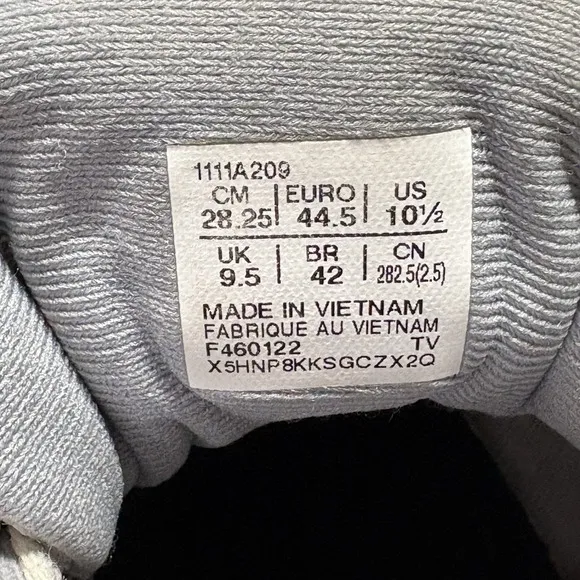 1111A209
CM | EURO | US
28.25 | 44.5 | 10½
UK | BR | CN
9.5 | 42 | 282.5(2.5)
MADE IN VIETNAM
FABRIQUE AU VIETNAM
F460122 TV
X5HNP8KKSGCZX2Q